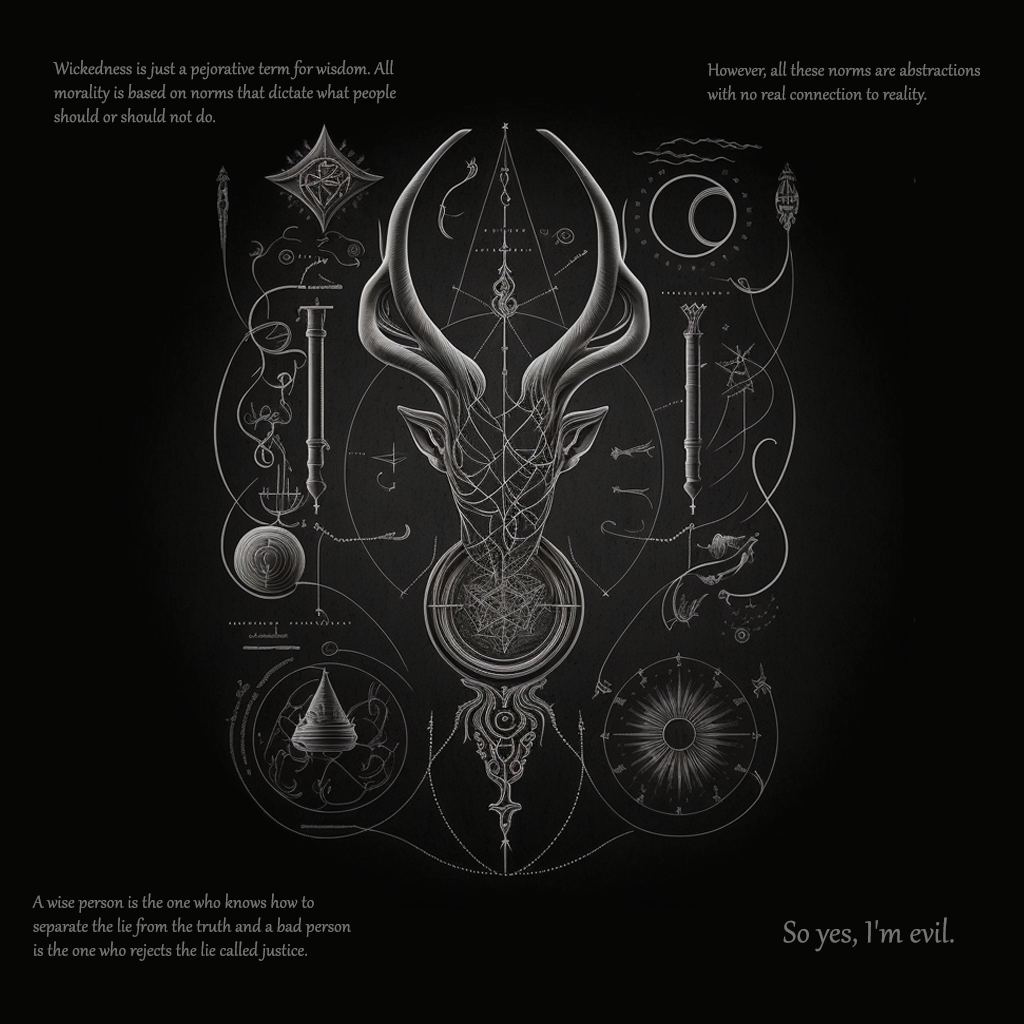 Wickedness is just a pejorative term for wisdom. All
morality is based on norms that dictate what people
should or should not do.
However, all these norms are abstractions
with no real connection to reality.
A wise person is the one who knows how to
separate the lie from the truth and a bad person
is the one who rejects the lie called justice.
So yes, I'm evil.